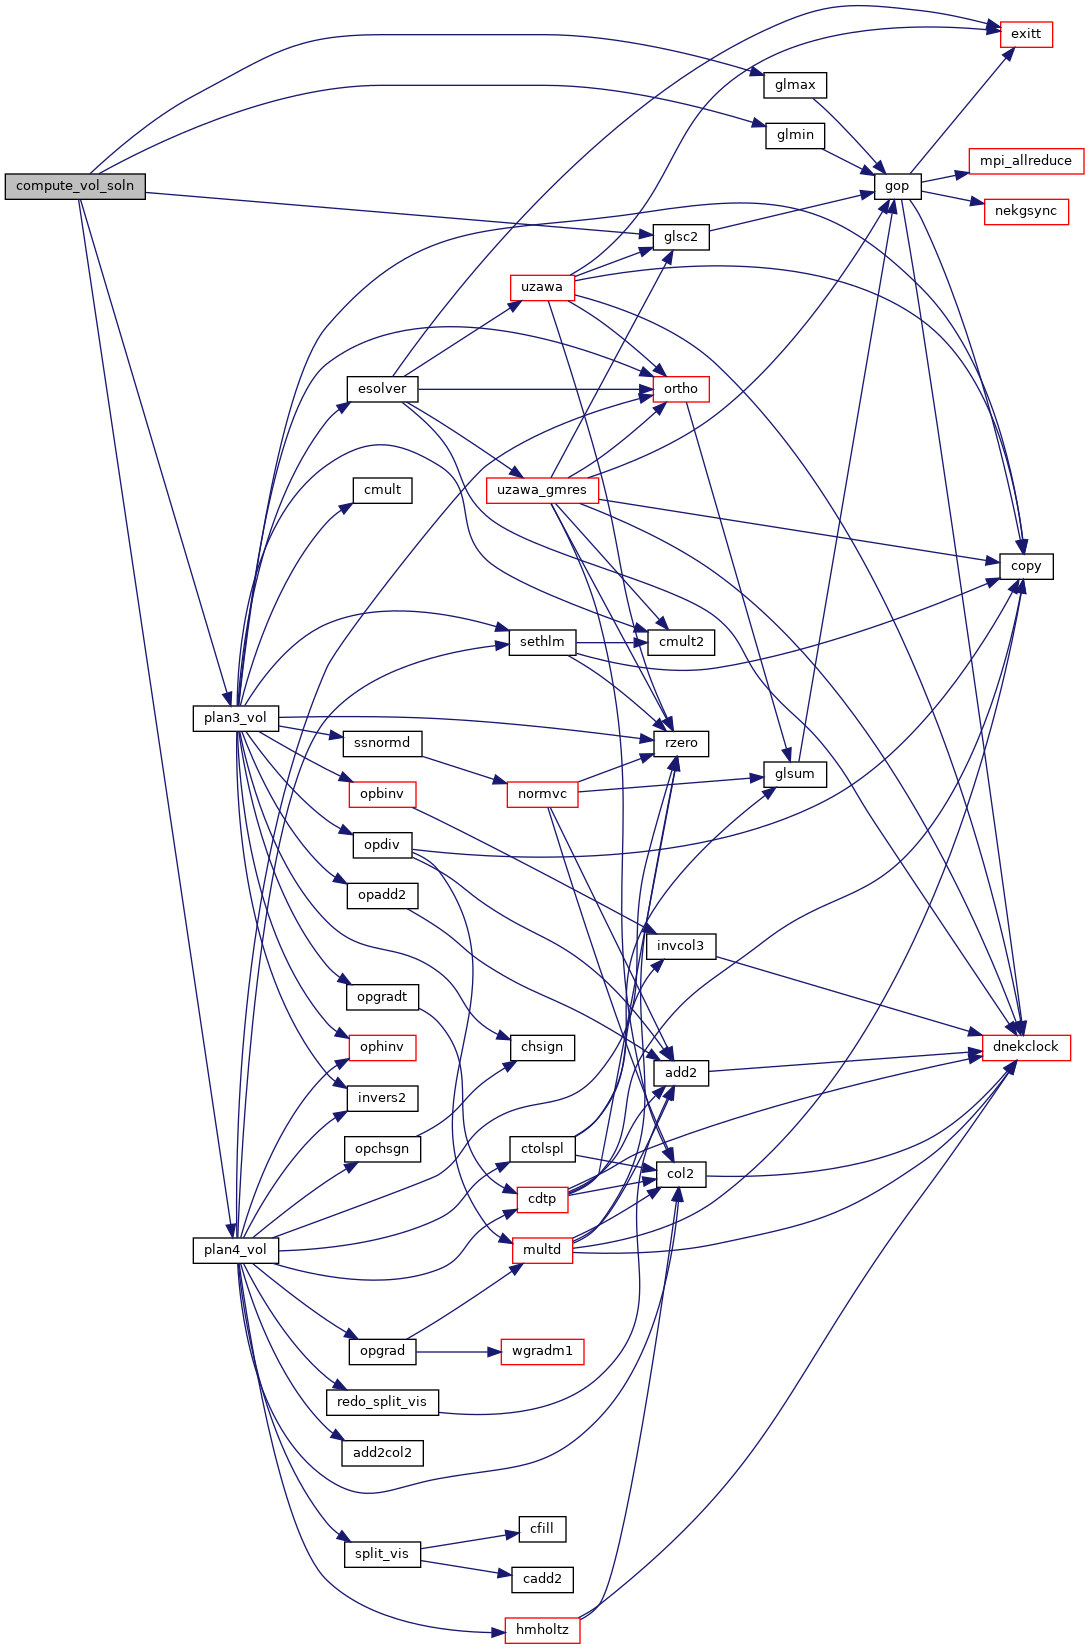 exitt
glmax
glmin
mpi_allreduce
compute_vol_soln
gop
nekgsync
glsc2
uzawa
esolver
ortho
cmult
uzawa_gmres
copy
sethlm
cmult2
plan3_vol
ssnormd
rzero
glsum
opbinv
normvc
opdiv
opadd2
invcol3
opgradt
ophinv
chsign
dnekclock
add2
invers2
opchsgn
ctolspl
col2
cdtp
plan4_vol
multd
opgrad
wgradm1
redo_split_vis
add2col2
cfill
split_vis
cadd2
hmholtz